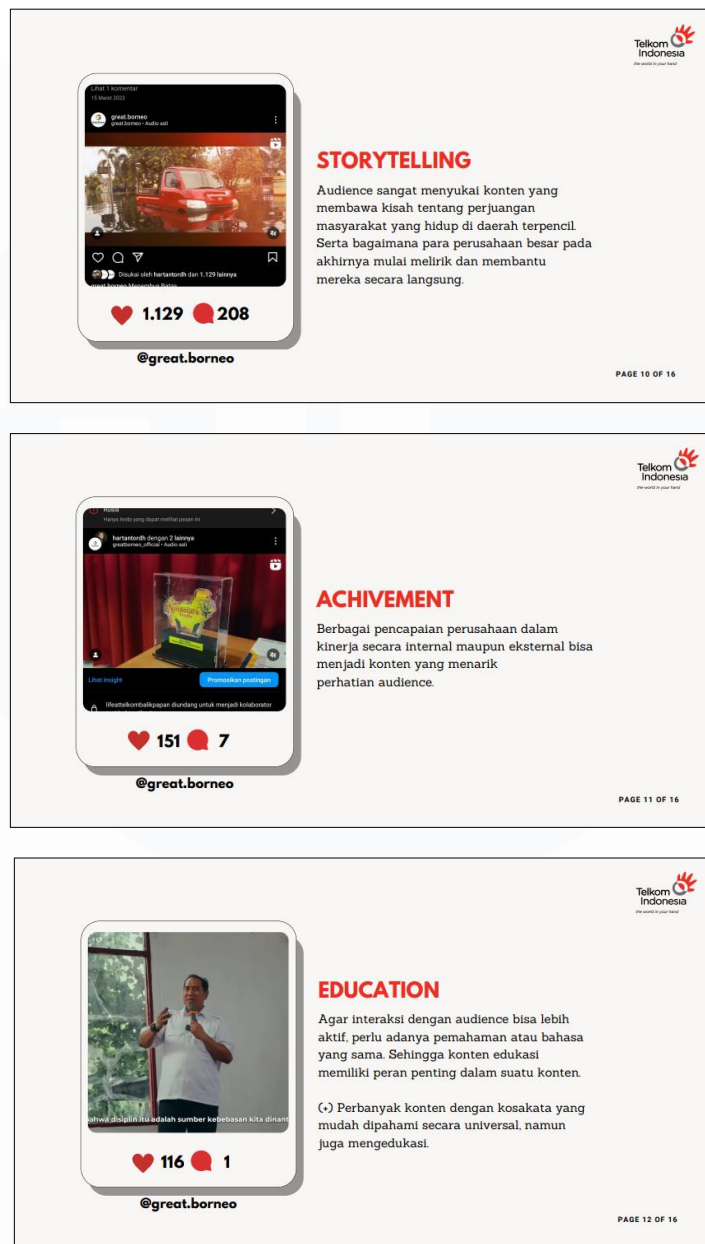 Telkom
Indonesia
the world in your hand
Lihat 1 komentar
15 Maret 2023
great.borneo
great.borneo • Audio asli
Disukai oleh hartantordh dan 1.129 lainnya
great.borneo Menembus Batas
1.129 208
@great.borneo
STORYTELLING
Audience sangat menyukai konten yang
membawa kisah tentang perjuangan
masyarakat yang hidup di daerah terpencil.
Serta bagaimana para perusahaan besar pada
akhirnya mulai melirik dan membantu
mereka secara langsung.
PAGE 10 OF 16
Telkom
Indonesia
the world in your hand
Hanya Anda yang dapat melihat pesan ini
hartantordh dengan 2 lainnya
greatborneo_official • Audio asli
Nusantara
Lihat insight
Promosikan postingan
lifeattelkombalikpapan diundang untuk menjadi kolaborator
151 7
@great.borneo
ACHIVEMENT
Berbagai pencapaian perusahaan dalam
kinerja secara internal maupun eksternal bisa
menjadi konten yang menarik
perhatian audience.
PAGE 11 OF 16
Telkom
Indonesia
the world in your hand
bahwa disiplin itu adalah sumber kebebasan kita dinant
116 1
@great.borneo
EDUCATION
Agar interaksi dengan audience bisa lebih
aktif, perlu adanya pemahaman atau bahasa
yang sama. Sehingga konten edukasi
memiliki peran penting dalam suatu konten.
(+) Perbanyak konten dengan kosakata yang
mudah dipahami secara universal, namun
juga mengedukasi.
PAGE 12 OF 16